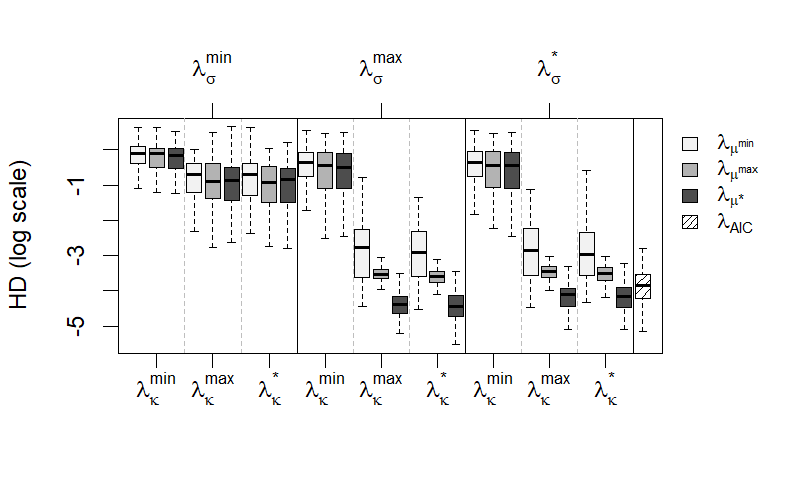 λσmin λσmax λσ*
HD (log scale)
-1
-3
-5
λκmin λκmax λκ* λκmin λκmax λκ* λκmin λκmax λκ*
λμmin
λμmax
λμ*
λAIC